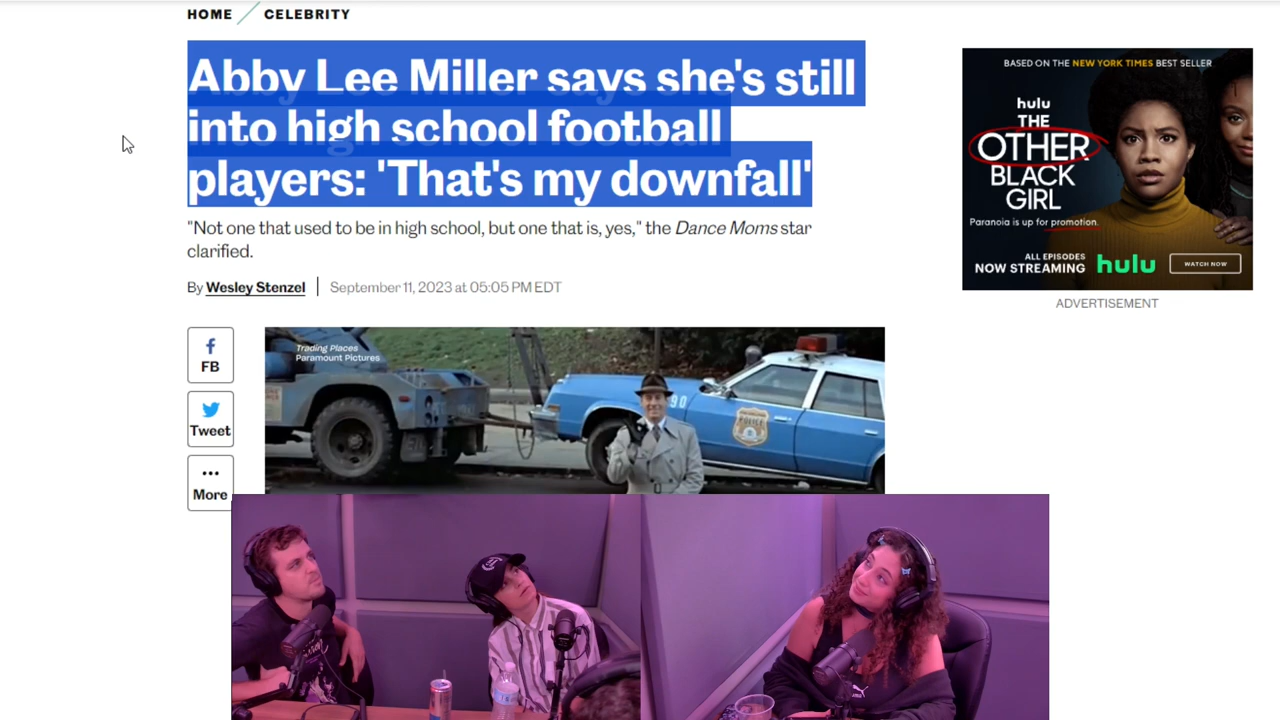 HOME / CELEBRITY
Abby Lee Miller says she's still
into high school football
players: 'That's my downfall'
"Not one that used to be in high school, but one that is, yes," the Dance Moms star
clarified.
By Wesley Stenzel | September 11, 2023 at 05:05 PM EDT
FB
Tweet
More
Trading Places
Paramount Pictures
90
POLICE
BASED ON THE NEW YORK TIMES BEST SELLER
hulu
THE
OTHER
BLACK
GIRL
Paranoia is up for promotion.
ALL EPISODES
NOW STREAMING
hulu
WATCH NOW
ADVERTISEMENT